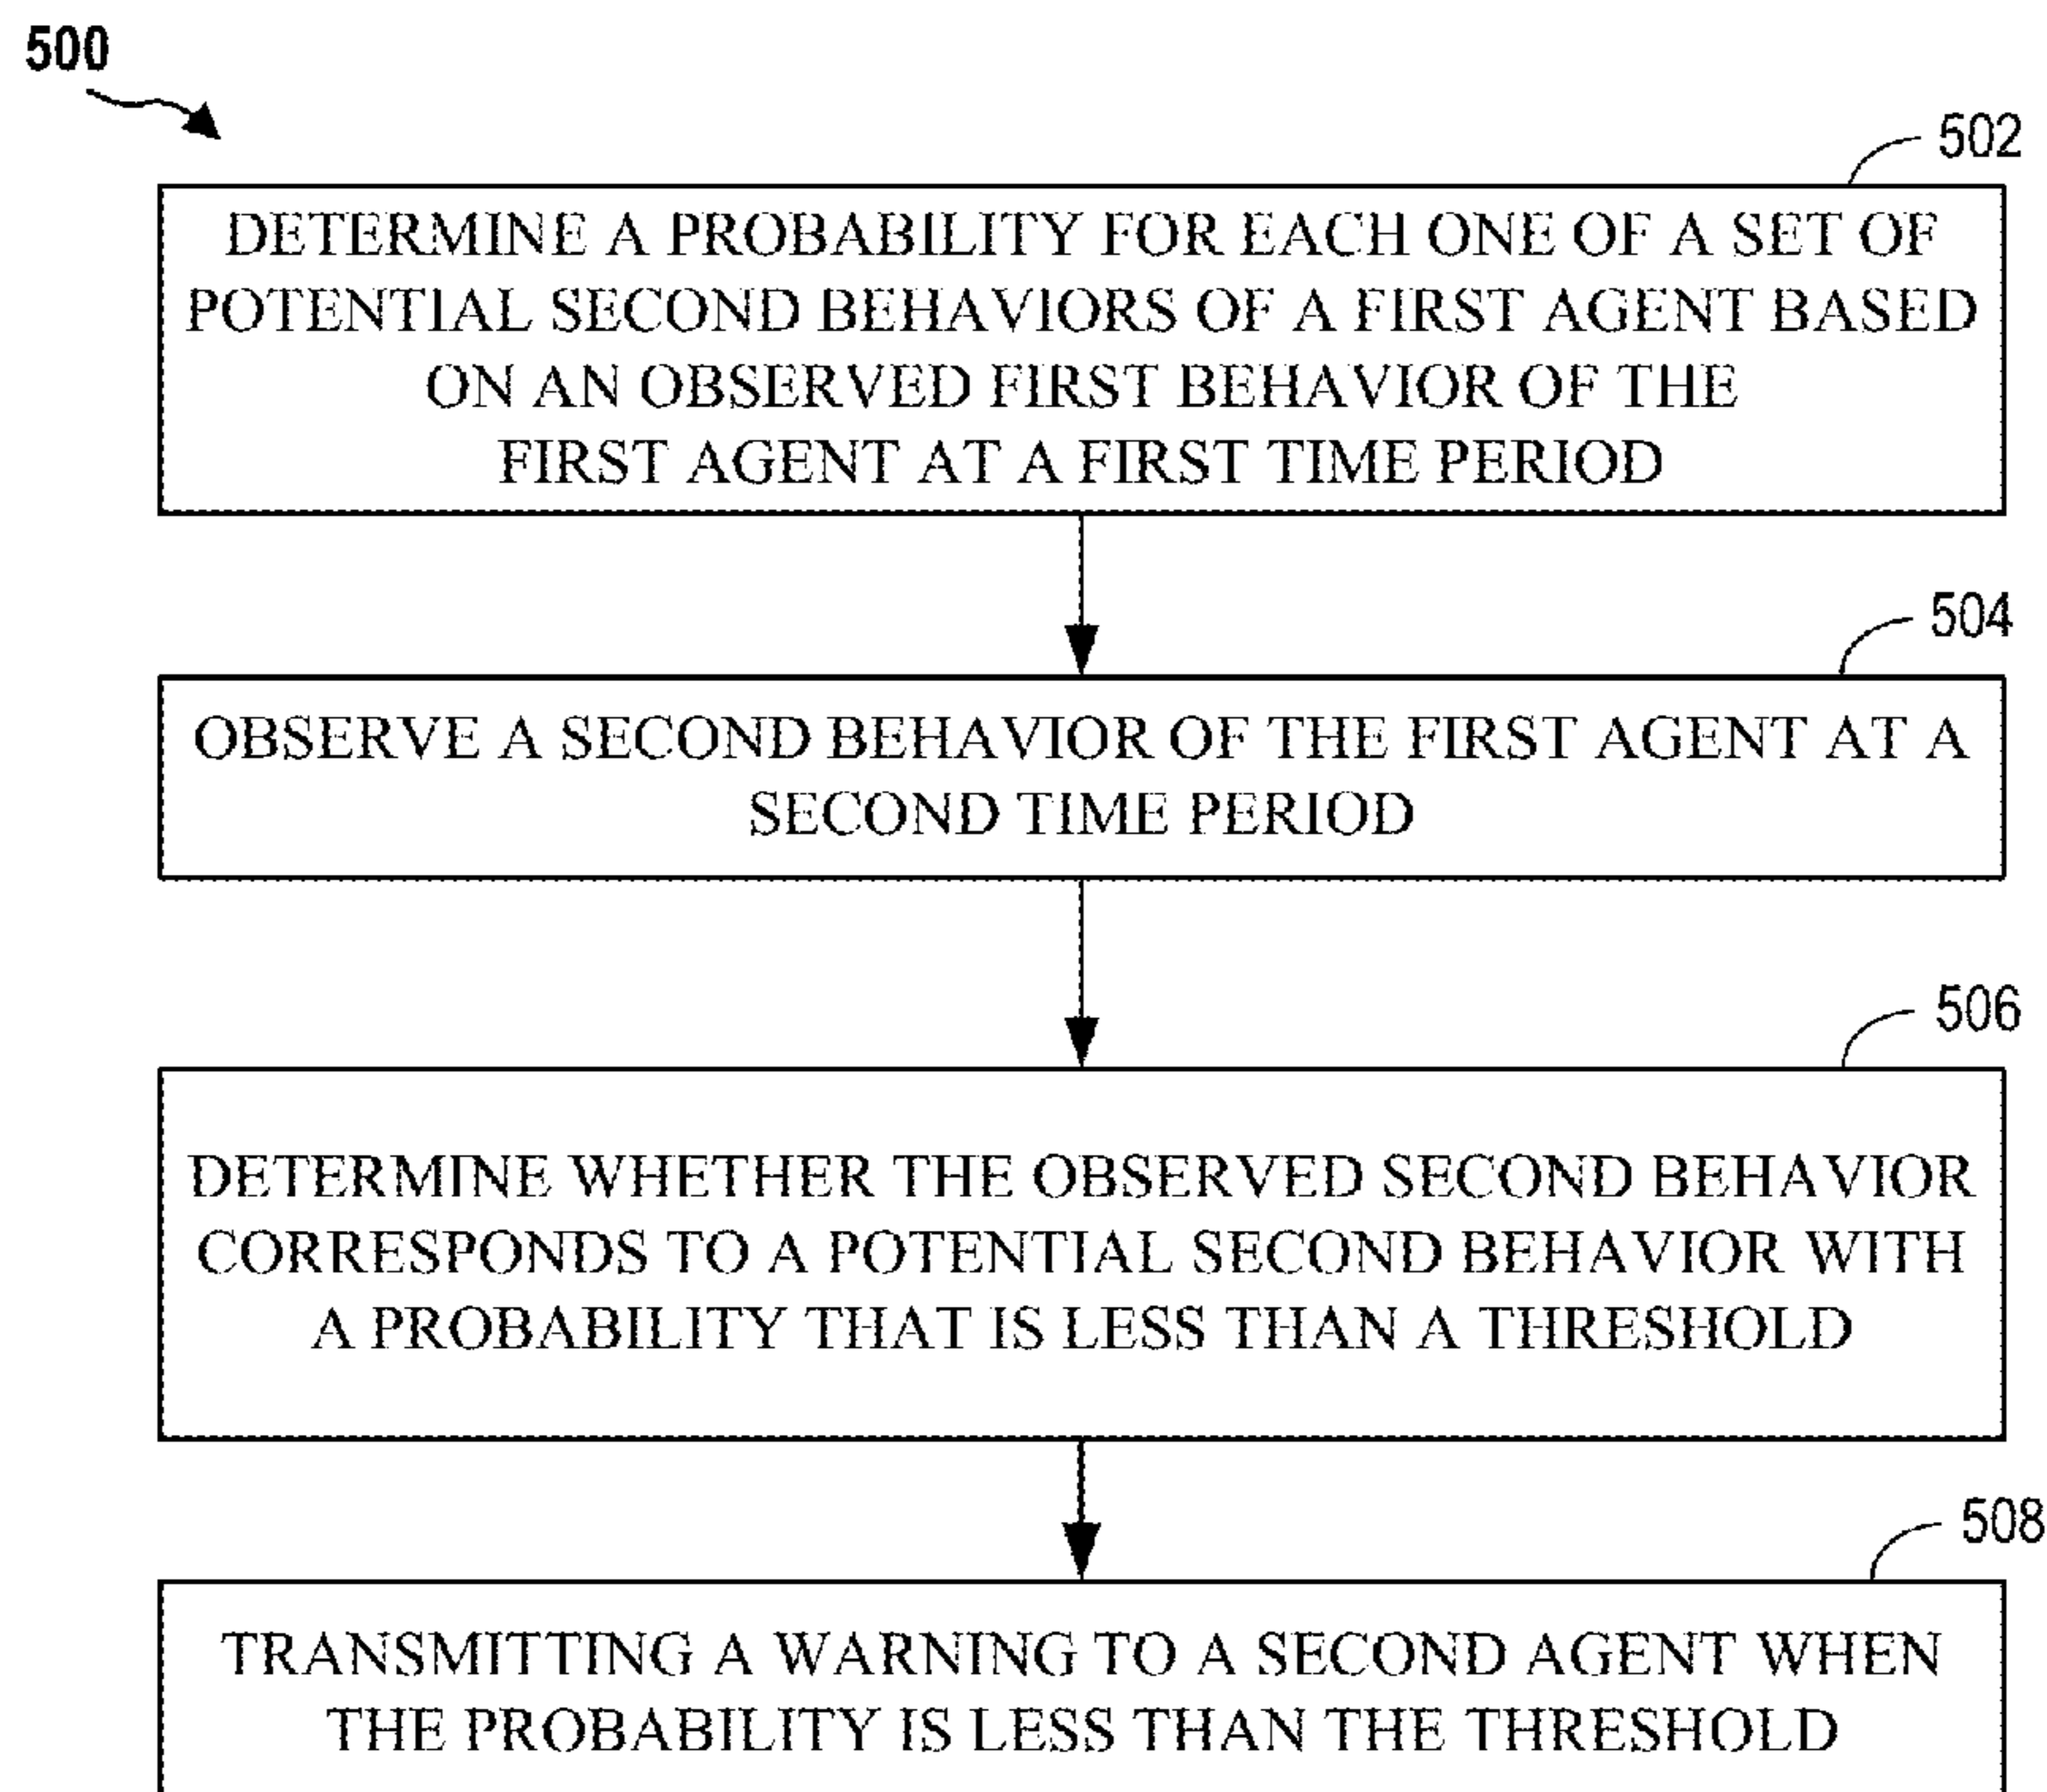 500
502
DETERMINE A PROBABILITY FOR EACH ONE OF A SET OF
POTENTIAL SECOND BEHAVIORS OF A FIRST AGENT BASED
ON AN OBSERVED FIRST BEHAVIOR OF THE
FIRST AGENT AT A FIRST TIME PERIOD
504
OBSERVE A SECOND BEHAVIOR OF THE FIRST AGENT AT A
SECOND TIME PERIOD
506
DETERMINE WHETHER THE OBSERVED SECOND BEHAVIOR
CORRESPONDS TO A POTENTIAL SECOND BEHAVIOR WITH
A PROBABILITY THAT IS LESS THAN A THRESHOLD
508
TRANSMITTING A WARNING TO A SECOND AGENT WHEN
THE PROBABILITY IS LESS THAN THE THRESHOLD